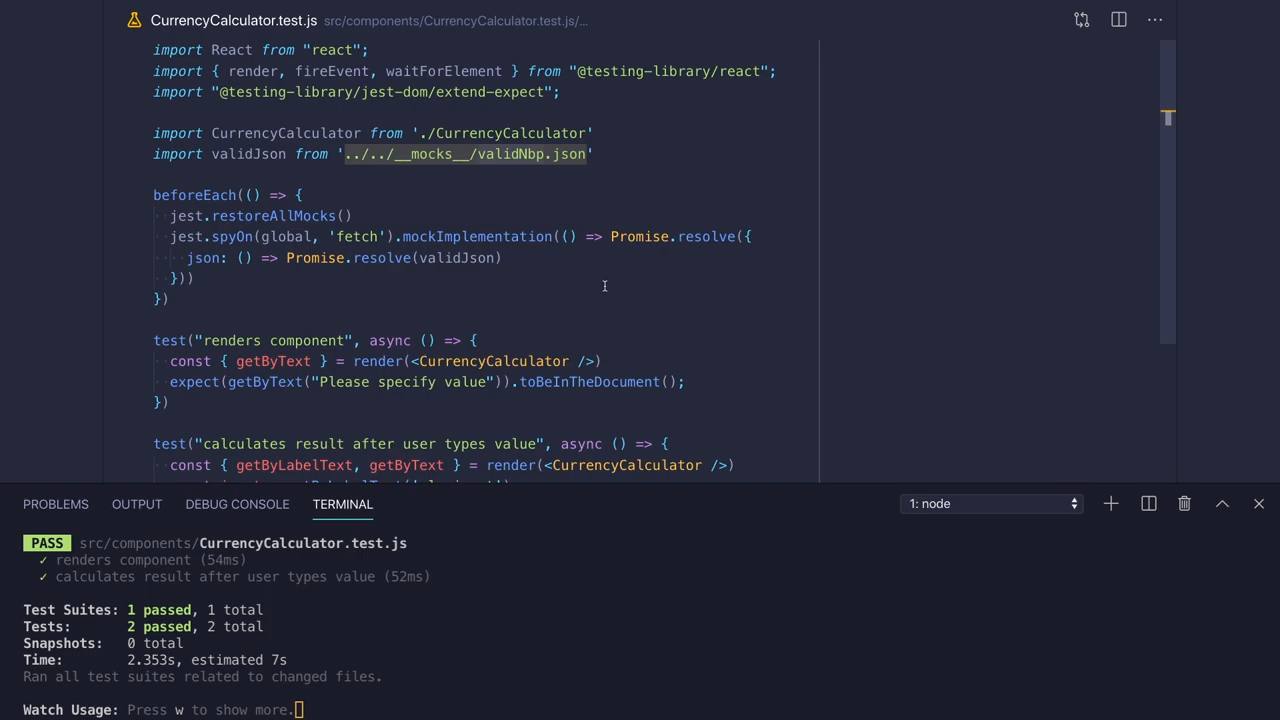 CurrencyCalculator.test.js src/components/CurrencyCalculator.test.js/...
import React from "react";
import { render, fireEvent, waitForElement } from "@testing-library/react";
import "@testing-library/jest-dom/extend-expect";
import CurrencyCalculator from './CurrencyCalculator'
import validJson from '../../__mocks__/validNbp.json'
beforeEach(() => {
jest.restoreAllMocks()
jest.spyOn(global, 'fetch').mockImplementation(() => Promise.resolve({
json: () => Promise.resolve(validJson)
}))
})
test("renders component", async () => {
const { getByText } = render(<CurrencyCalculator />)
expect(getByText("Please specify value")).toBeInTheDocument();
})
test("calculates result after user types value", async () => {
const { getByLabelText, getByText } = render(<CurrencyCalculator />)
PROBLEMS OUTPUT DEBUG CONSOLE TERMINAL 1: node
PASS src/components/CurrencyCalculator.test.js
✓ renders component (54ms)
✓ calculates result after user types value (52ms)
Test Suites: 1 passed, 1 total
Tests: 2 passed, 2 total
Snapshots: 0 total
Time: 2.353s, estimated 7s
Ran all test suites related to changed files.
Watch Usage: Press w to show more.